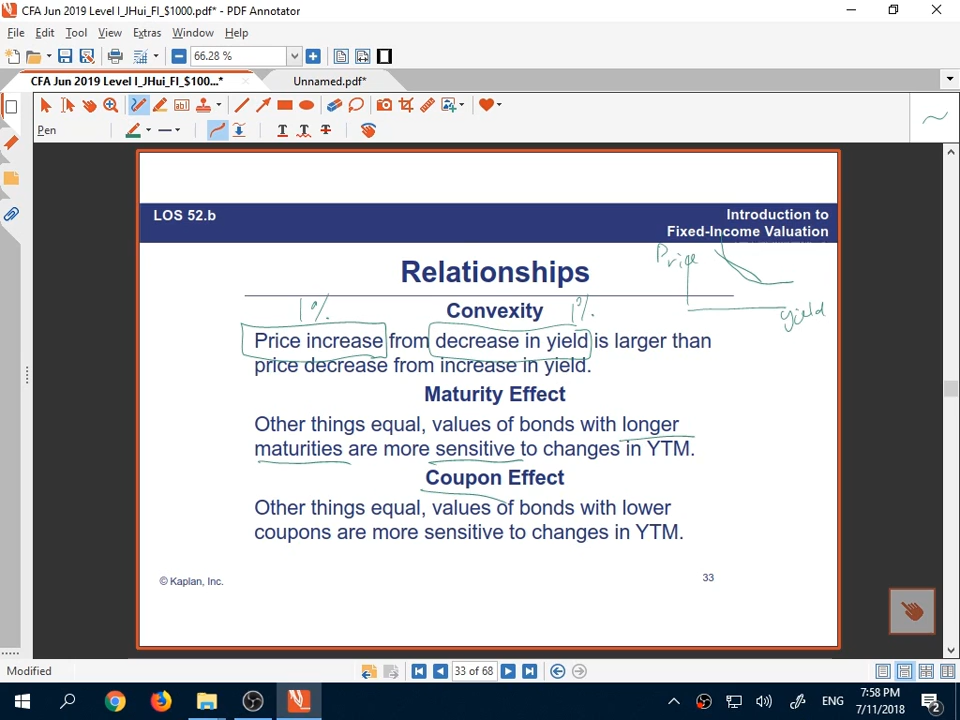 CFA Jun 2019 Level I_JHui_FI_$1000.pdf* - PDF Annotator
File Edit Tool View Extras Window Help
66.28 %
CFA Jun 2019 Level I_JHui_FI_$100...* Unnamed.pdf*
Pen
LOS 52.b
Introduction to
Fixed-Income Valuation
Price
Relationships
1%
Convexity
1%
yield
Price increase from decrease in yield is larger than
price decrease from increase in yield.
Maturity Effect
Other things equal, values of bonds with longer
maturities are more sensitive to changes in YTM.
Coupon Effect
Other things equal, values of bonds with lower
coupons are more sensitive to changes in YTM.
© Kaplan, Inc.
33
Modified
33 of 68
ENG
7:58 PM
7/11/2018
2